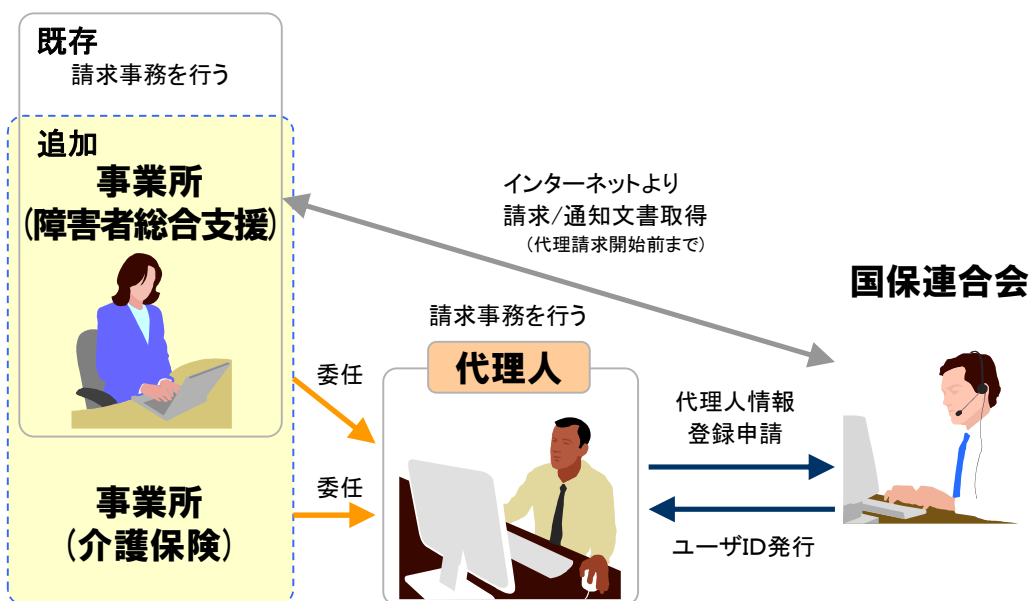 既存
請求事務を行う
追加
事業所
(障害者総合支援)
インターネットより
請求/通知文書取得
(代理請求開始前まで)
国保連合会
請求事務を行う
代理人
委任
代理人情報
登録申請
委任
事業所
(介護保険)
ユーザID発行